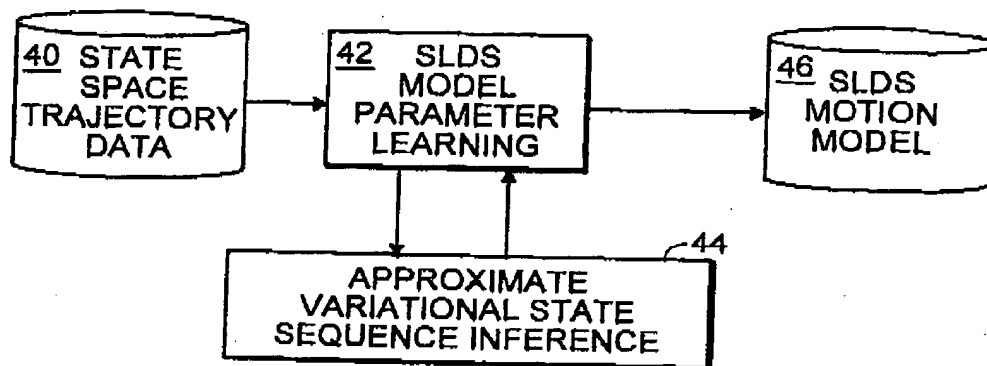 40 STATE
SPACE
TRAJECTORY
DATA
42 SLDS
MODEL
PARAMETER
LEARNING
46
SLDS
MOTION
MODEL
44
APPROXIMATE
VARIATIONAL STATE
SEQUENCE INFERENCE